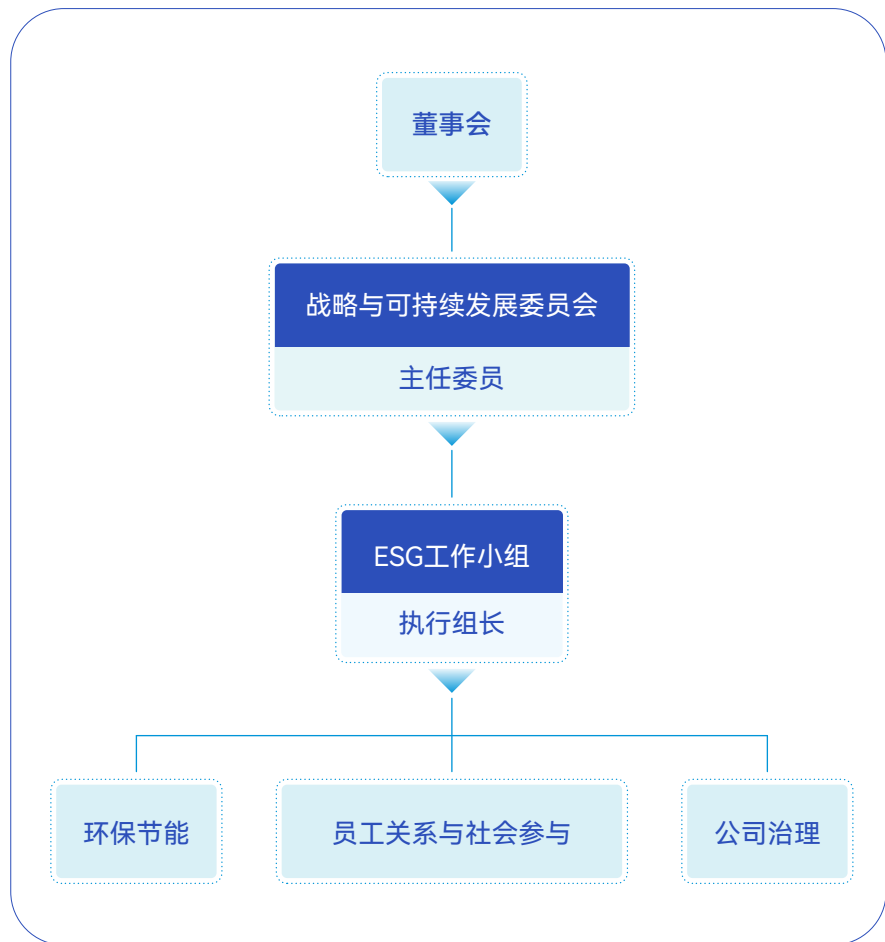 董事会
战略与可持续发展委员会
主任委员
ESG工作小组
执行组长
环保节能
员工关系与社会参与
公司治理